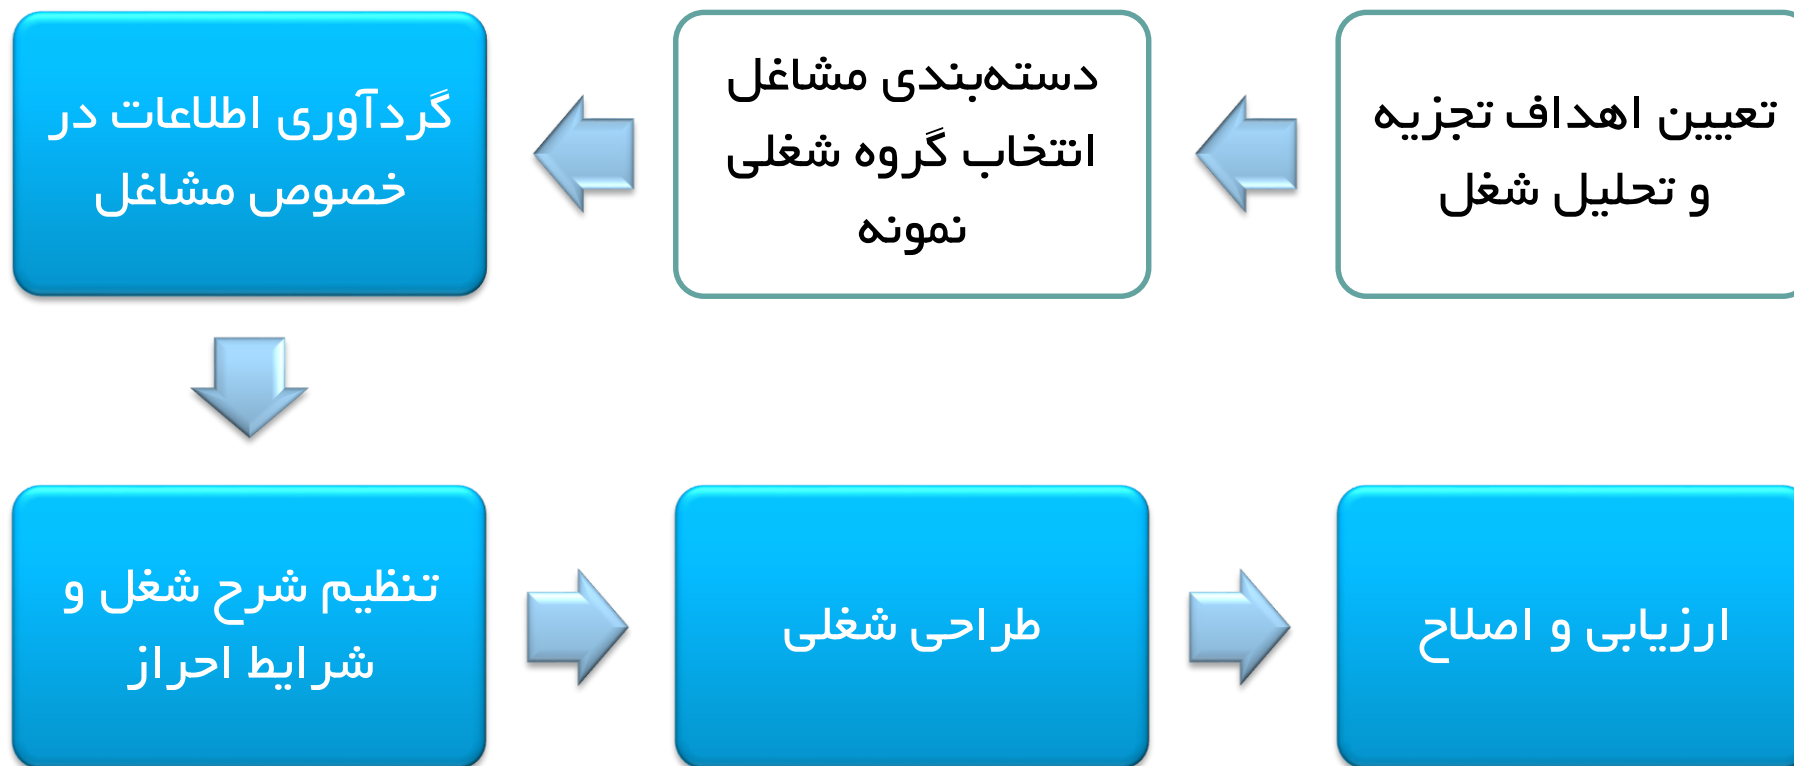 تعیین اهداف تجزیه
و تحلیل شغل
دسته‌بندی مشاغل
انتخاب گروه شغلی
نمونه
گردآوری اطلاعات در
خصوص مشاغل
تنظیم شرح شغل و
شرایط احراز
طراحی شغلی
ارزیابی و اصلاح